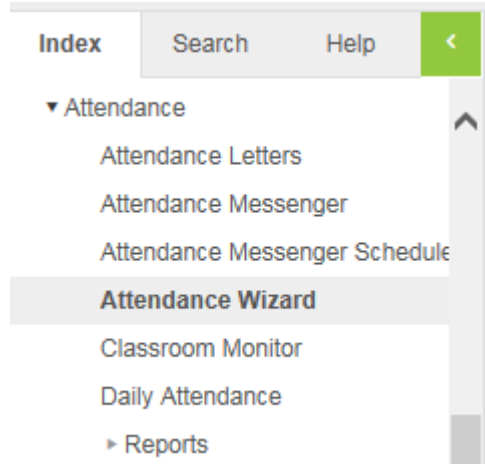 Index Search Help
Attendance
Attendance Letters
Attendance Messenger
Attendance Messenger Schedule
Attendance Wizard
Classroom Monitor
Daily Attendance
Reports